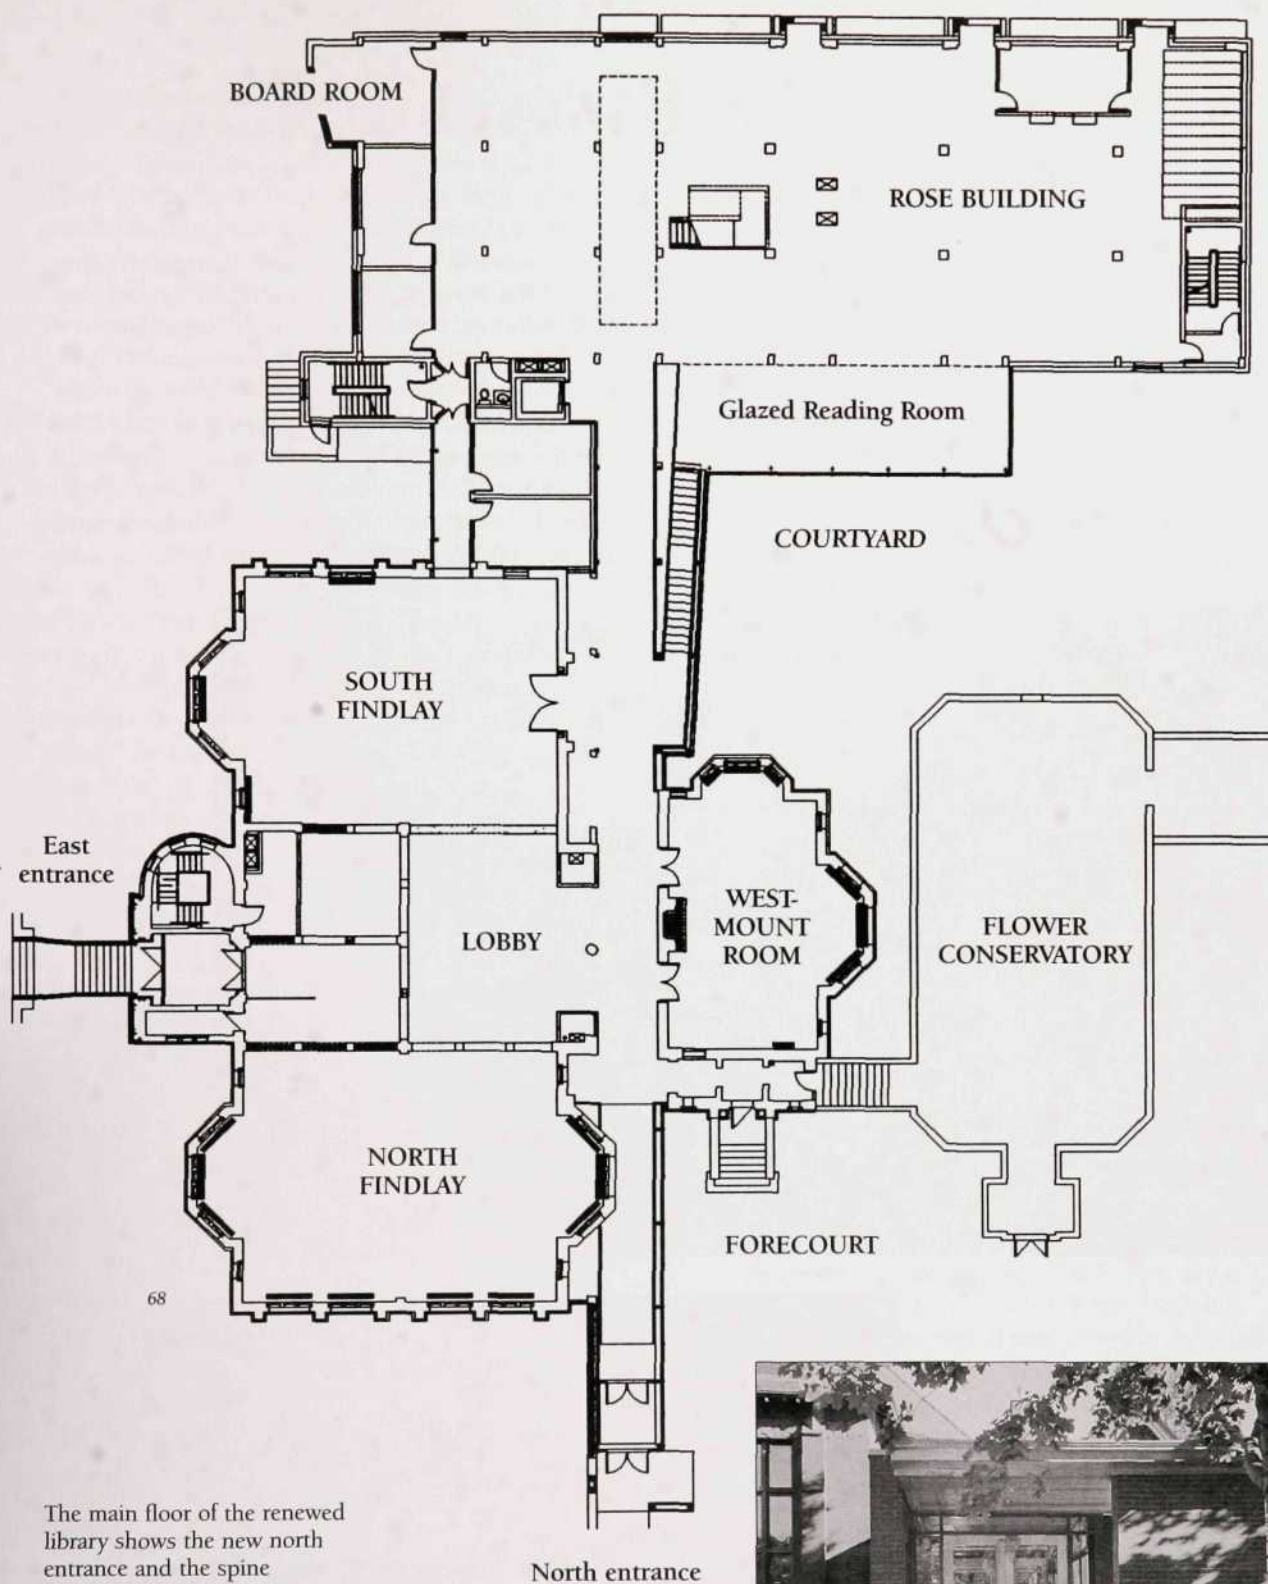 BOARD ROOM
ROSE BUILDING
Glazed Reading Room
COURTYARD
SOUTH
FINDLAY
East
entrance
LOBBY
WEST-
MOUNT
ROOM
FLOWER
CONSERVATORY
NORTH
FINDLAY
FORECOURT
68
The main floor of the renewed
library shows the new north
entrance and the spine
North entrance